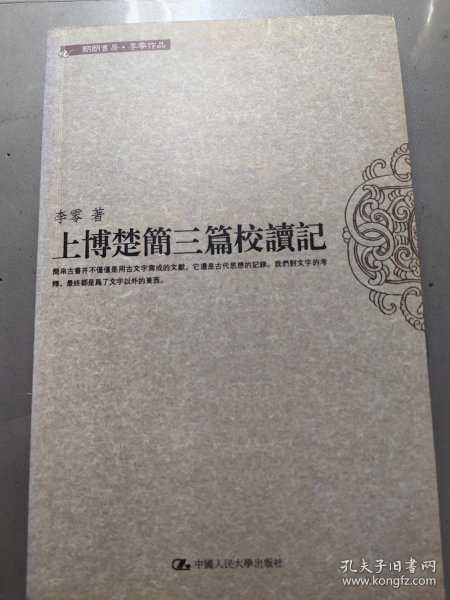 朗朗書房·李零作品
李零 著
上博楚簡三篇校讀記
簡帛古書并不僅僅是用古文字寫成的文獻,它還是古代思想的記錄。我們對文字的考
釋,最終都是爲了文字以外的東西。
中國人民大學出版社
孔夫子旧书网
www.kongfz.com